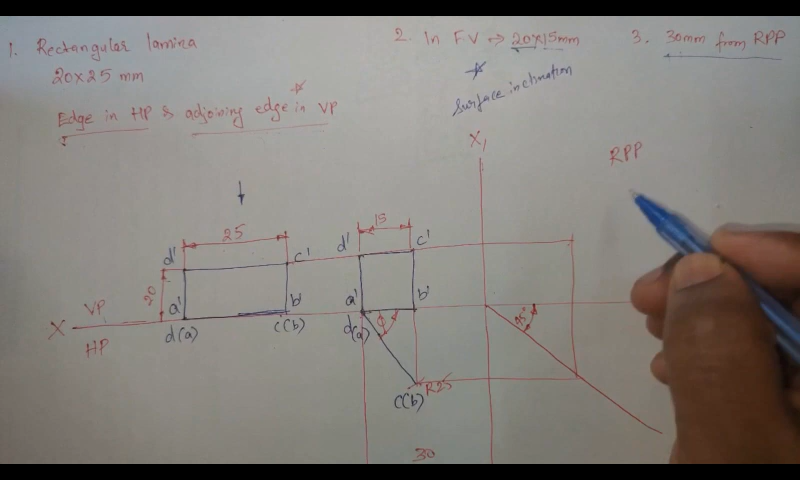 1. Rectangular lamina
20x25 mm
Edge in HP & adjoining edge in VP
2. In FV → 20x15mm
Surface inclination
3. 30mm from RPP
X1
RPP
25
15
d' c' d' c'
20
a' b' a' b'
X VP
HP
d(a) c(b) d(a) φ 45°
R25
c(b)
30